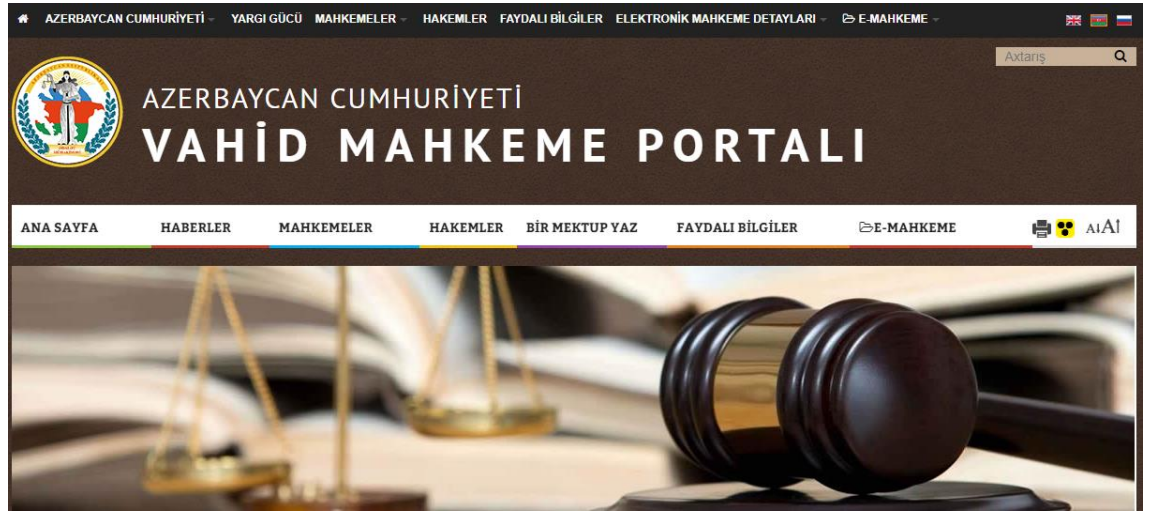 AZERBAYCAN CUMHURİYETİ YARGI GÜCÜ MAHKEMELER HAKEMLER FAYDALI BİLGİLER ELEKTRONİK MAHKEME DETAYLARI E-MAHKEME
Axtarış
AZERBAYCAN CUMHURİYETİ
VAHİD MAHKEME PORTALI
ANA SAYFA HABERLER MAHKEMELER HAKEMLER BİR MEKTUP YAZ FAYDALI BİLGİLER E-MAHKEME A↓A↑